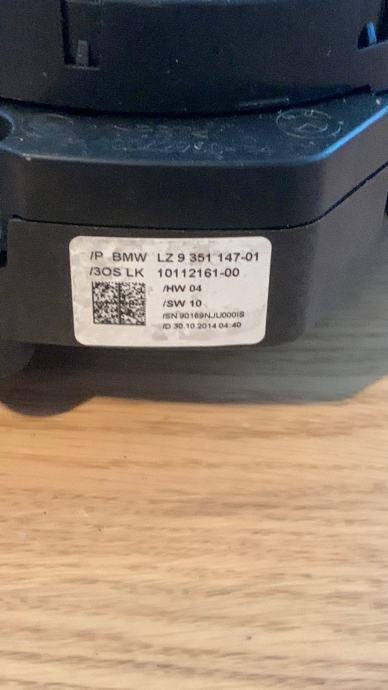 /P BMW LZ 9 351 147-01
/3OS LK 10112161-00
/HW 04
/SW 10
/SN 90169NJU000IS
/D 30.10.2014 04:40